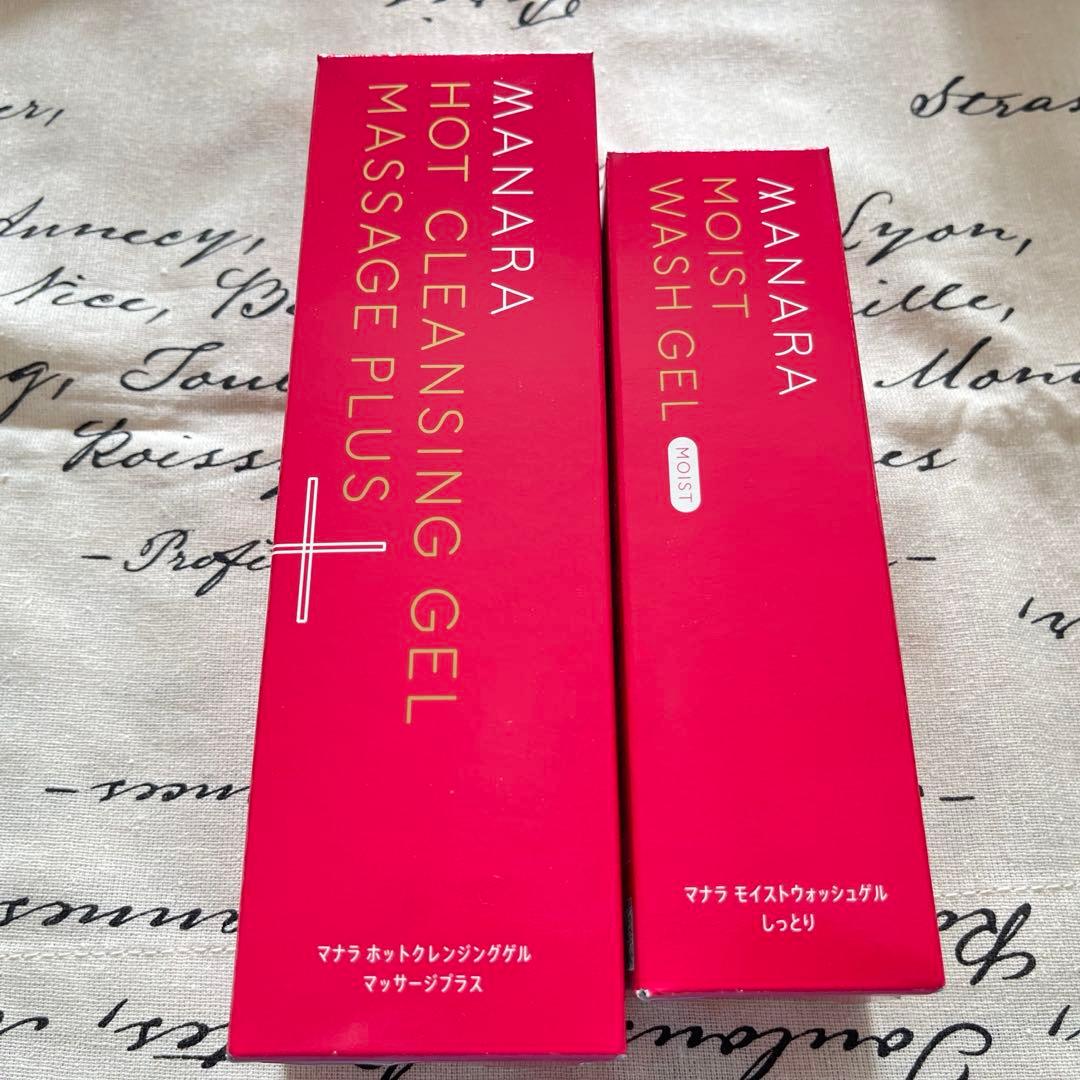 MANARA
HOT CLEANSING GEL
MASSAGE PLUS
マナラ ホットクレンジングゲル
マッサージプラス
MANARA
MOIST
WASH GEL
MOIST
マナラ モイストウォッシュゲル
しっとり
Annecy,
Lyon,
Nice,
Roissy
- Profi